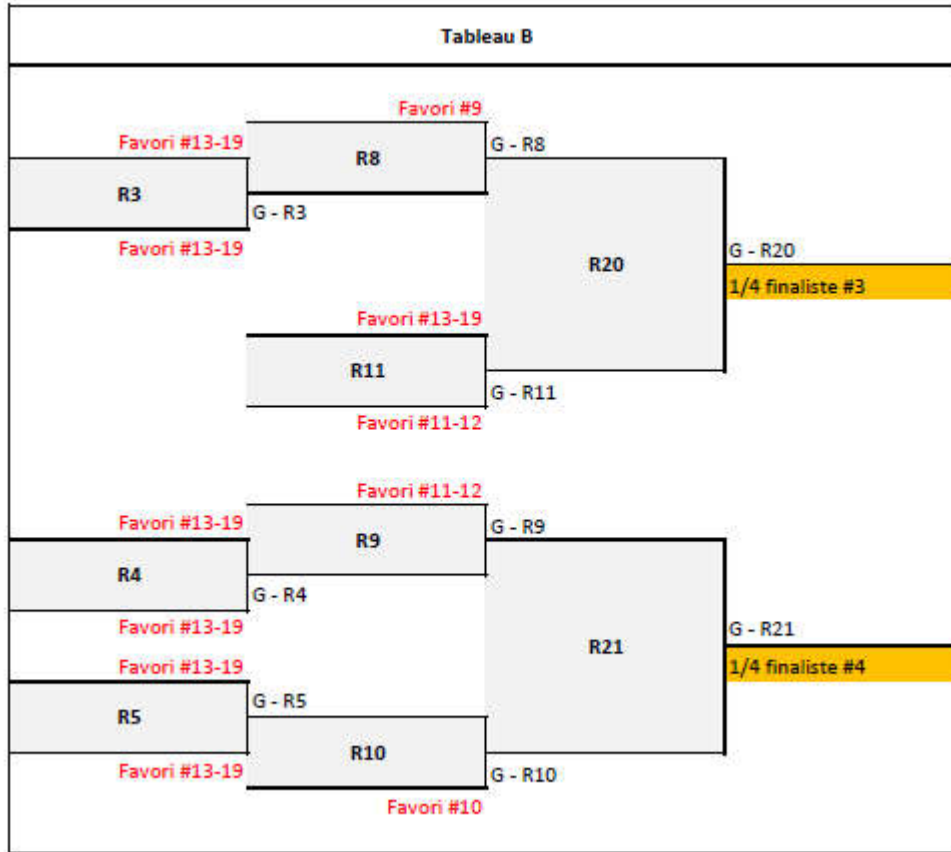 Tableau B
Favori #9
Favori #13-19
G - R8
R8
R3
G - R3
Favori #13-19
G - R20
R20
1/4 finaliste #3
Favori #13-19
R11
G - R11
Favori #11-12
Favori #11-12
Favori #13-19
G - R9
R9
R4
G - R4
Favori #13-19
G - R21
R21
Favori #13-19
1/4 finaliste #4
G - R5
R5
R10
Favori #13-19
G - R10
Favori #10